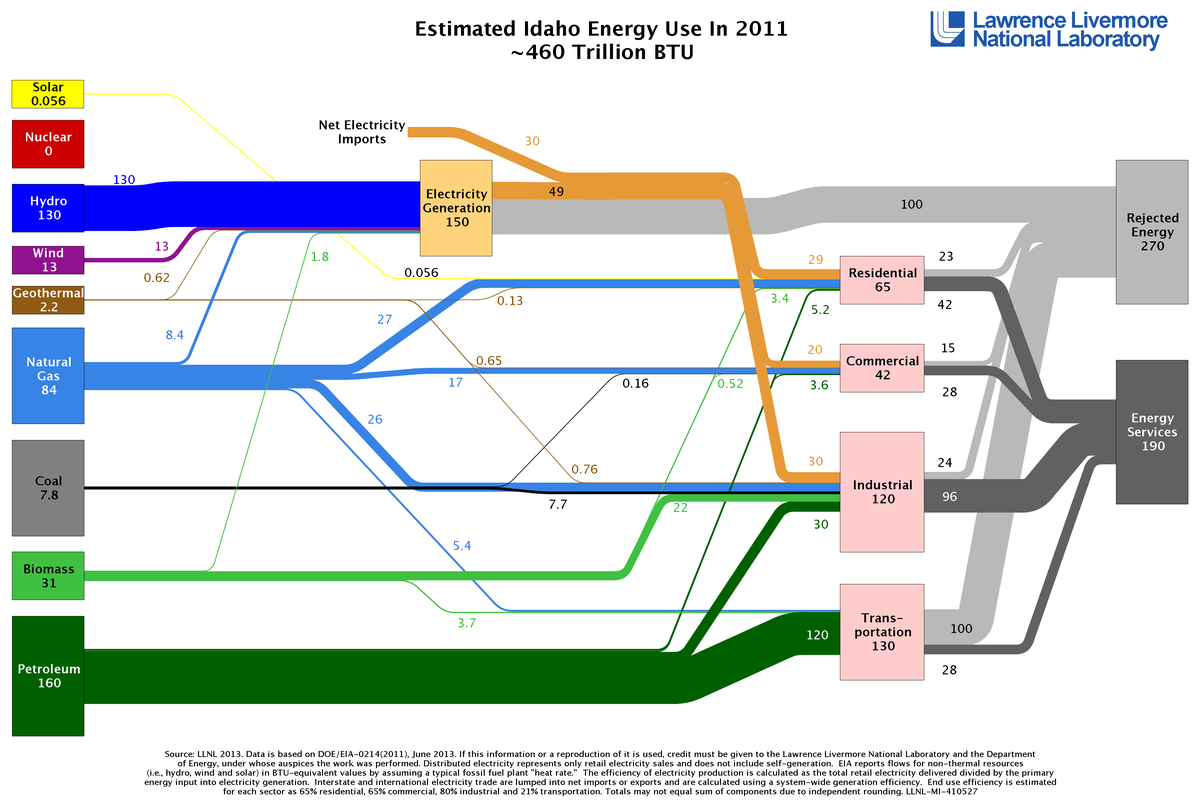 Estimated Idaho Energy Use In 2011
~460 Trillion BTU
Lawrence Livermore
National Laboratory
Solar
0.056
Nuclear
0
Hydro
130
Wind
13
Geothermal
2.2
Natural
Gas
84
Coal
7.8
Biomass
31
Petroleum
160
Net Electricity
Imports
30
130
13
0.62
8.4
1.8
Electricity
Generation
150
49
100
0.056
0.13
27
0.65
17
26
0.16
0.76
7.7
5.4
3.7
22
0.52
3.4
5.2
29
20
3.6
30
30
120
Residential
65
Commercial
42
Industrial
120
Trans-
portation
130
23
42
15
28
24
96
100
28
Rejected
Energy
270
Energy
Services
190
Source: LLNL 2013. Data is based on DOE/EIA-0214(2011), June 2013. If this information or a reproduction of it is used, credit must be given to the Lawrence Livermore National Laboratory and the Department
of Energy, under whose auspices the work was performed. Distributed electricity represents only retail electricity sales and does not include self-generation.  EIA reports flows for non-thermal resources
(i.e., hydro, wind and solar) in BTU-equivalent values by assuming a typical fossil fuel plant "heat rate."  The efficiency of electricity production is calculated as the total retail electricity delivered divided by the primary
energy input into electricity generation.  Interstate and international electricity trade are lumped into net imports or exports and are calculated using a system-wide generation efficiency.  End use efficiency is estimated
for each sector as 65% residential, 65% commercial, 80% industrial and 21% transportation. Totals may not equal sum of components due to independent rounding. LLNL-MI-410527